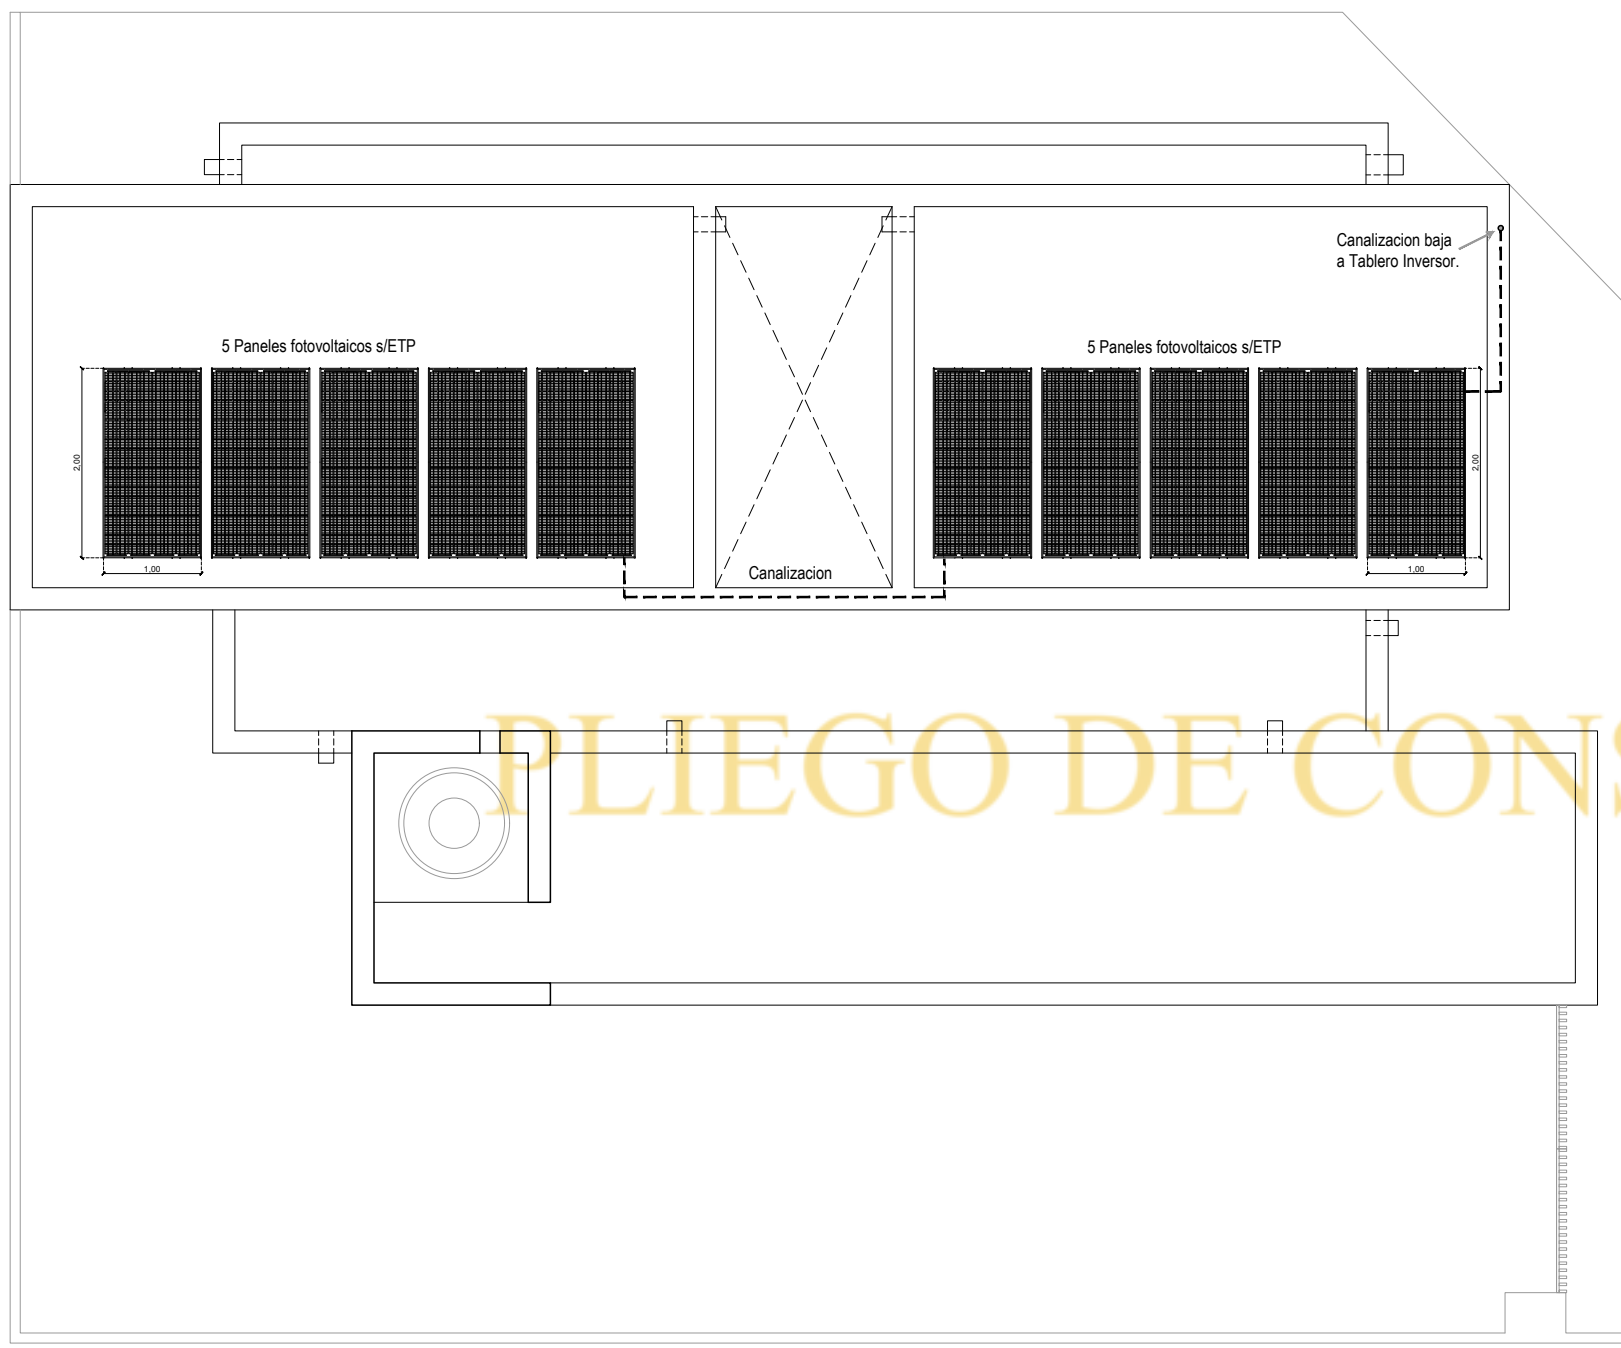 Canalizacion baja
a Tablero Inversor.
5 Paneles fotovoltaicos s/ETP
5 Paneles fotovoltaicos s/ETP
2,00
2,00
1,00
Canalizacion
1,00
PLIEGO DE CONS